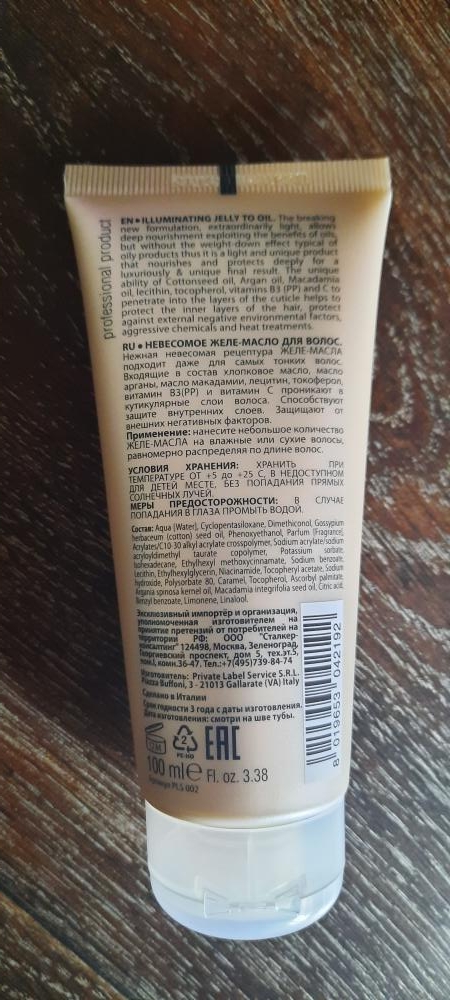 professional product
EN • ILLUMINATING JELLY TO OIL. The breaking
new formulation, extraordinarily light, allows
deep nourishment exploiting the benefits of oils,
but without the weight-down effect typical of
oily products thus it is a light and unique product
that nourishes and protects deeply for a
luxuriously & unique final result. The unique
ability of Cottonseed oil, Argan oil, Macadamia
oil, lecithin, tocopherol, vitamins B3 (PP) and C to
penetrate into the layers of the cuticle helps to
protect the inner layers of the hair, protect
against external negative environmental factors,
aggressive chemicals and heat treatments.
RU • НЕВЕСОМОЕ ЖЕЛЕ-МАСЛО ДЛЯ ВОЛОС.
Нежная невесомая рецептура ЖЕЛЕ-МАСЛА
подходит даже для самых тонких волос.
Входящие в состав хлопковое масло, масло
арганы, масло макадамии, лецитин, токоферол,
витамин В3(РР) и витамин С проникают в
кутикулярные слои волоса. Способствуют
защите внутренних слоев. Защищают от
внешних негативных факторов.
Применение: нанесите небольшое количество
ЖЕЛЕ-МАСЛА на влажные или сухие волосы,
равномерно распределяя по длине волос.
УСЛОВИЯ ХРАНЕНИЯ: ХРАНИТЬ ПРИ
ТЕМПЕРАТУРЕ ОТ +5 до +25 С, В НЕДОСТУПНОМ
ДЛЯ ДЕТЕЙ МЕСТЕ, БЕЗ ПОПАДАНИЯ ПРЯМЫХ
СОЛНЕЧНЫХ ЛУЧЕЙ.
МЕРЫ ПРЕДОСТОРОЖНОСТИ: В СЛУЧАЕ
ПОПАДАНИЯ В ГЛАЗА ПРОМЫТЬ ВОДОЙ.
Состав: Aqua (Water), Cyclopentasiloxane, Dimethiconol, Gossypium
herbaceum (cotton) seed oil, Phenoxyethanol, Parfum (Fragrance),
Acrylates/C10-30 alkyl acrylate crosspolymer, Sodium acrylate/sodium
acryloyldimethyl taurate copolymer, Potassium sorbate,
Isohexadecane, Ethylhexyl methoxycinnamate, Sodium benzoate,
Lecithin, Ethylhexylglycerin, Niacinamide, Tocopheryl acetate, Sodium
hydroxide, Polysorbate 80, Caramel, Tocopherol, Ascorbyl palmitate,
Argania spinosa kernel oil, Macadamia integrifolia seed oil, Citric acid,
Benzyl benzoate, Limonene, Linalool.
Эксклюзивный импортёр и организация,
уполномоченная изготовителем на
принятие претензий от потребителей на
территории РФ: ООО "Сталкер-
консалтинг" 124498, Москва, Зеленоград,
Георгиевский проспект, дом 5, тех.эт.5,
пом.I, комн.36-47. Тел.:+7(495)739-84-74
Изготовитель: Private Label Service S.R.L.
Piazza Buffoni, 3 - 21013 Gallarate (VA) Italy
Сделано в Италии
Срок годности 3 года с даты изготовления.
Дата изготовления: смотри на шве тубы.
12M
2
PE-HD
EAC
100 ml e Fl. oz. 3.38
Артикул PLS 002
8 019653 042192